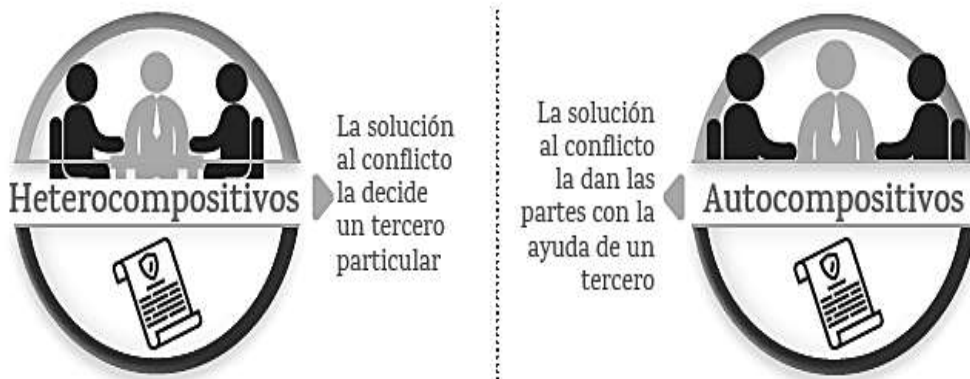 Heterocompositivos
La solución
al conflicto
la decide
un tercero
particular
La solución
al conflicto
la dan las
partes con la
ayuda de un
tercero
Autocompositivos